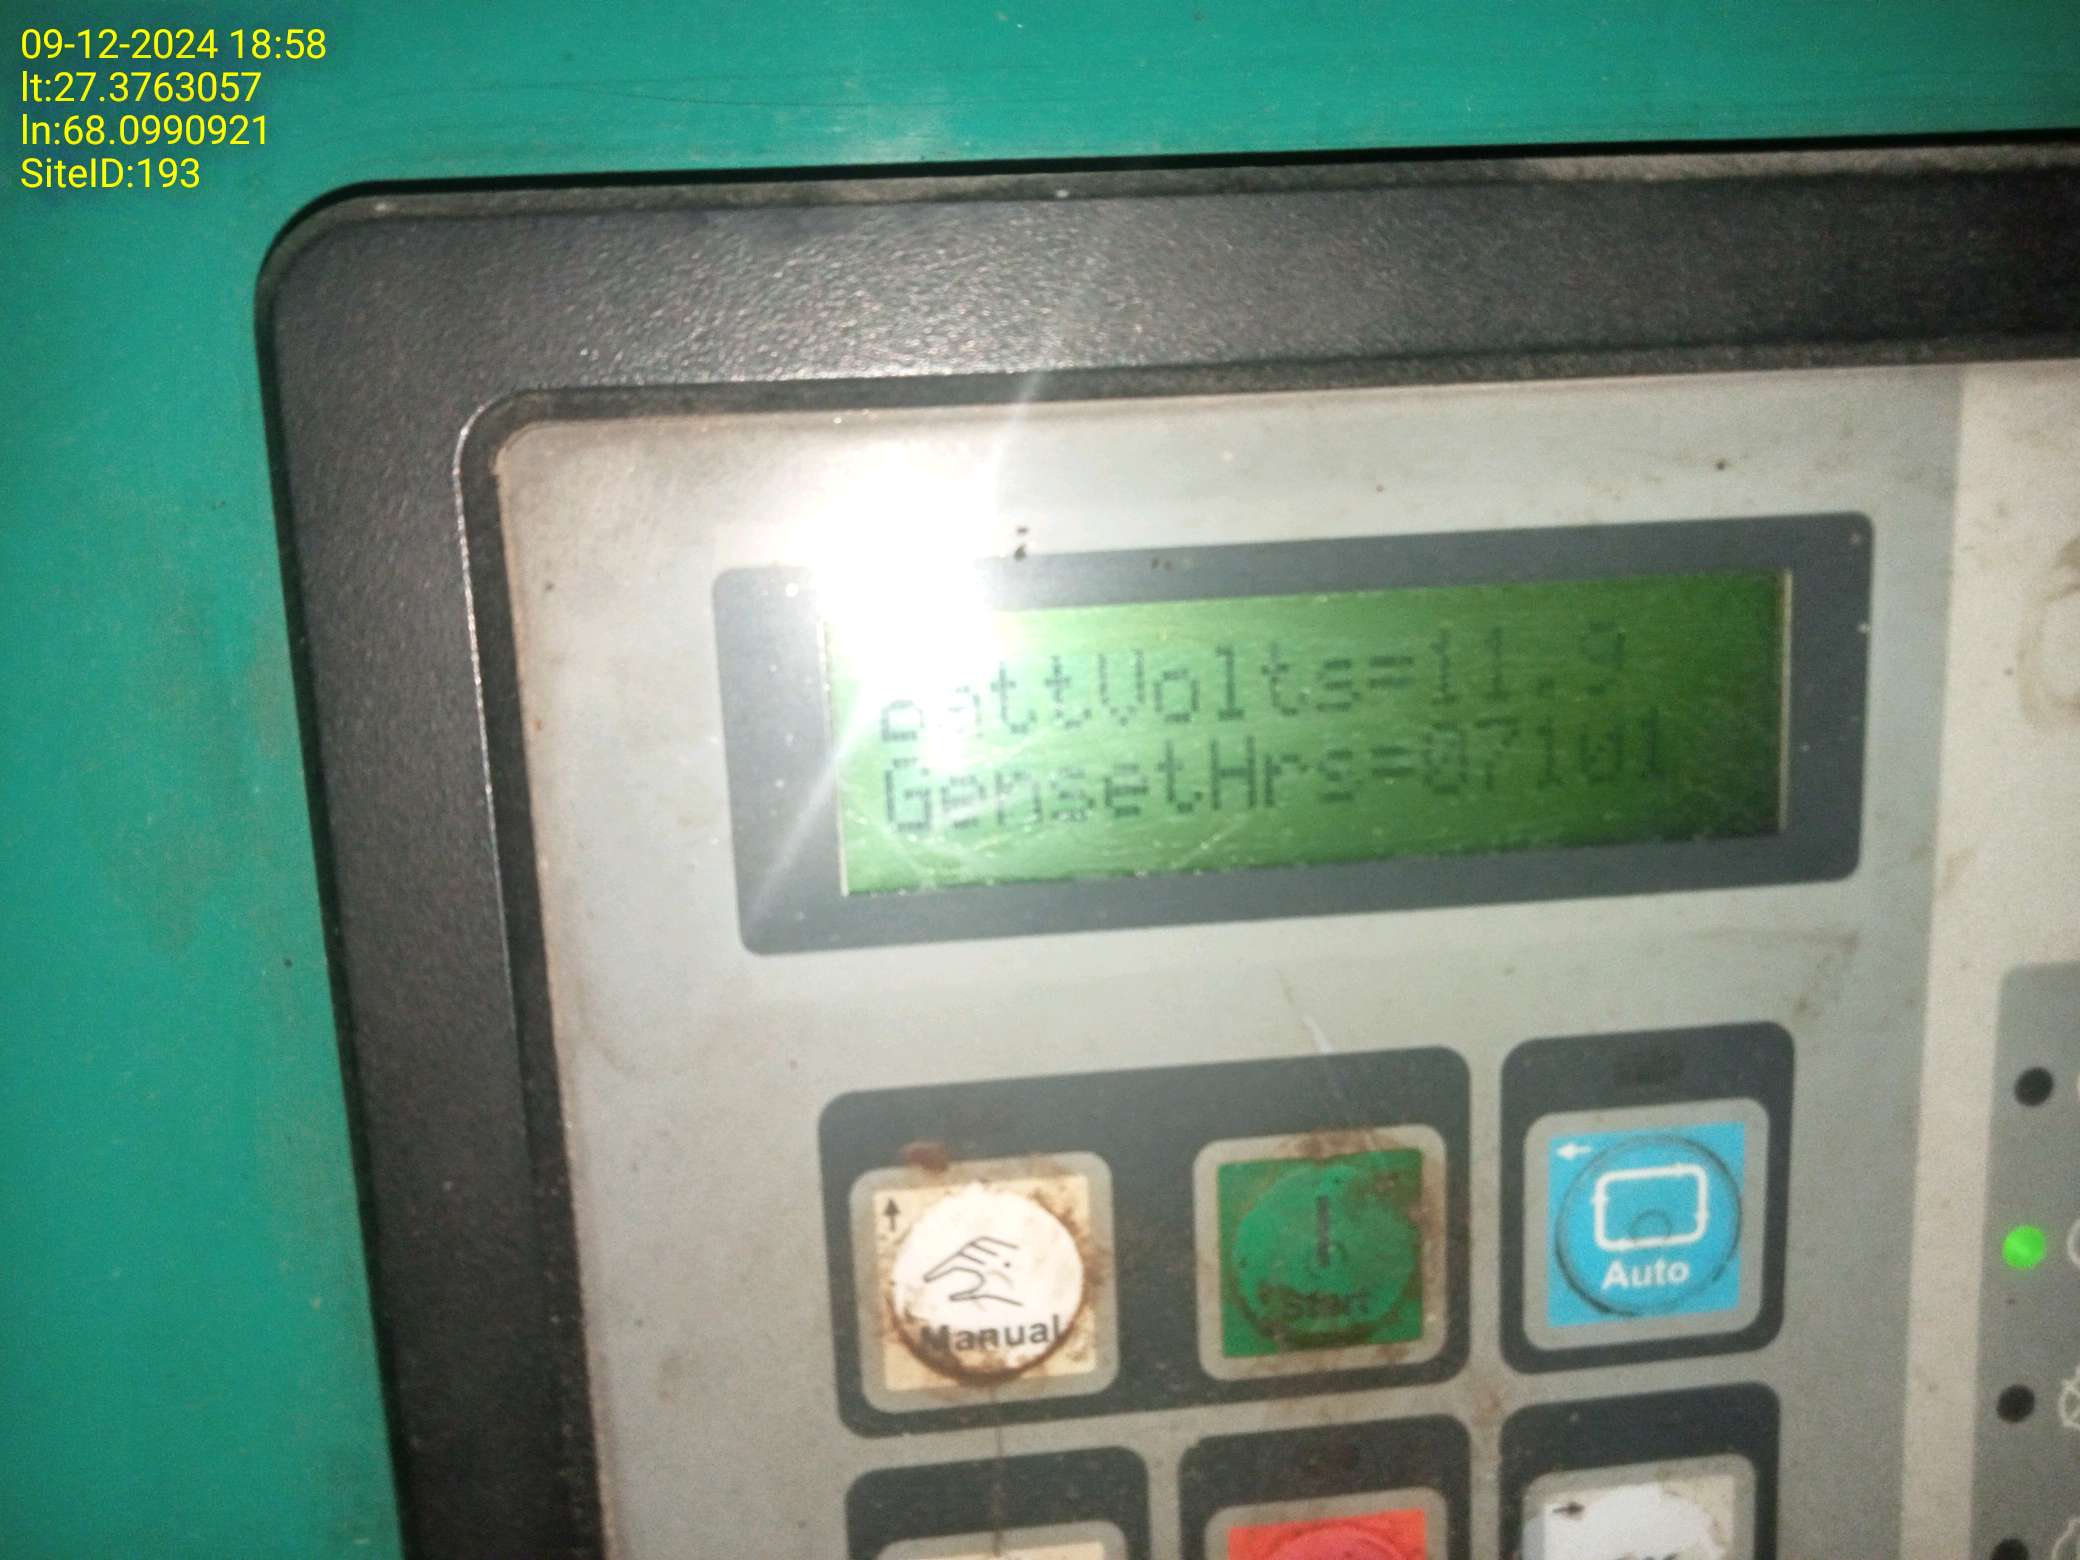 09-12-2024 18:58
lt:27.3763057
ln:68.0990921
SiteID:193
BattVolts=11.9
GensetHrs=07101
Manual
Start
Auto